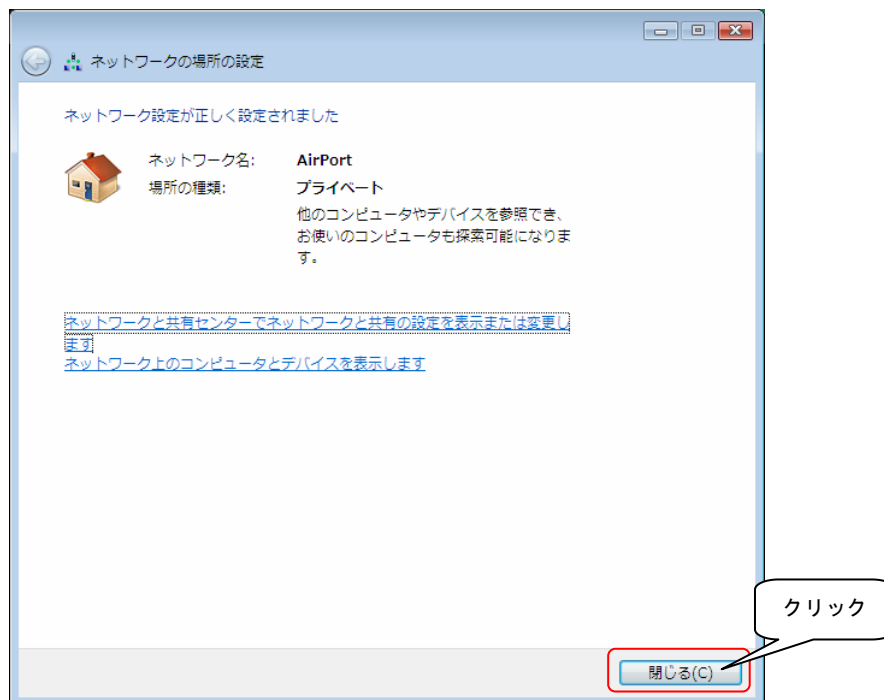 ネットワークの場所の設定
ネットワーク設定が正しく設定されました
ネットワーク名: AirPort
場所の種類: プライベート
他のコンピュータやデバイスを参照でき、
お使いのコンピュータも探索可能になりま
す。
ネットワークと共有センターでネットワークと共有の設定を表示または変更し
ます
ネットワーク上のコンピュータとデバイスを表示します
クリック
閉じる(C)